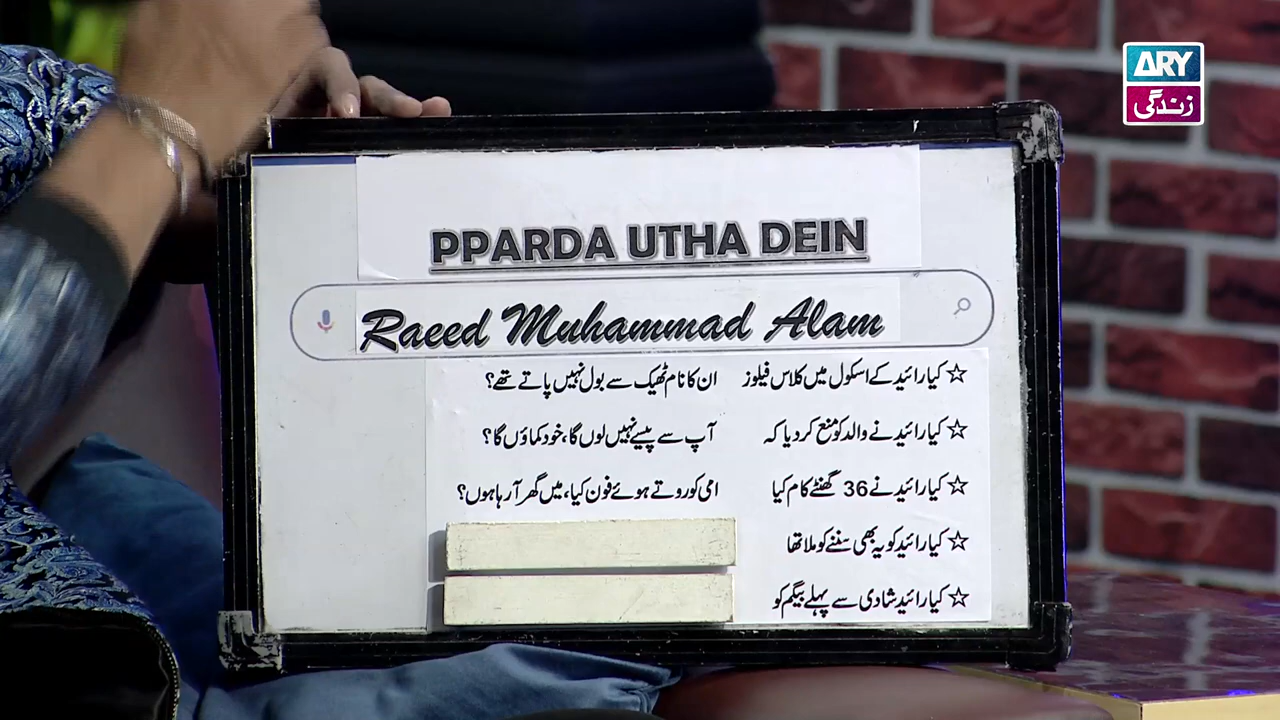 ARY
زندگی
PPARDA UTHA DEIN
Raeed Muhammad Alam
☆ کیا رائید کے اسکول میں کلاس فیلوز ان کا نام ٹھیک سے بول نہیں پاتے تھے؟
☆ کیا رائید نے والد کو منع کر دیا کہ آپ سے پیسے نہیں لوں گا، خود کماؤں گا؟
☆ کیا رائید نے 36 گھنٹے کام کیا امی کو روتے ہوئے فون کیا، میں گھر آ رہا ہوں؟
☆ کیا رائید کو یہ بھی سننے کو ملا تھا
☆ کیا رائید شادی سے پہلے بیگم کو